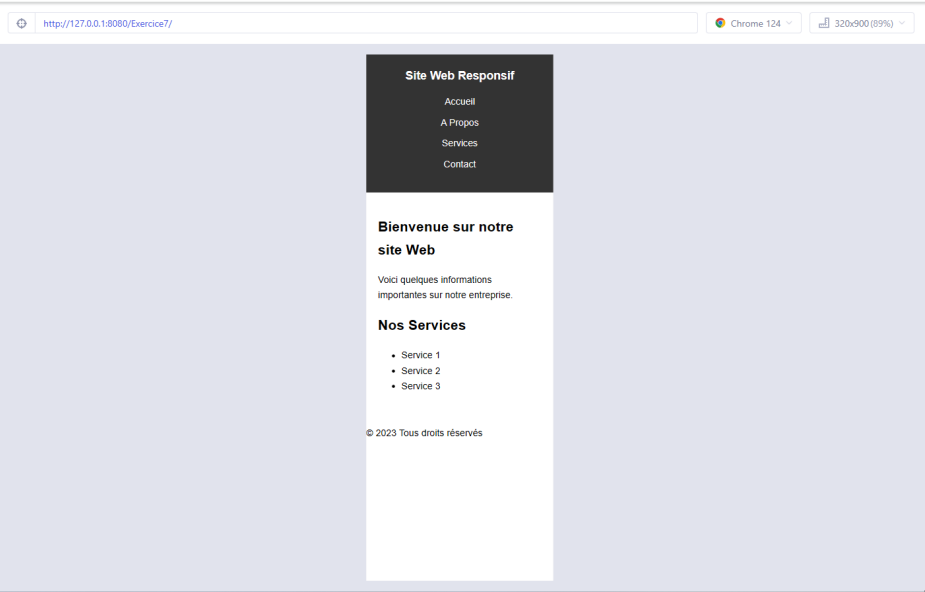 http://127.0.0.1:8080/Exercice7/
Chrome 124
320x900 (89%)
Site Web Responsif
Accueil
A Propos
Services
Contact
Bienvenue sur notre
site Web
Voici quelques informations
importantes sur notre entreprise.
Nos Services
• Service 1
• Service 2
• Service 3
© 2023 Tous droits réservés